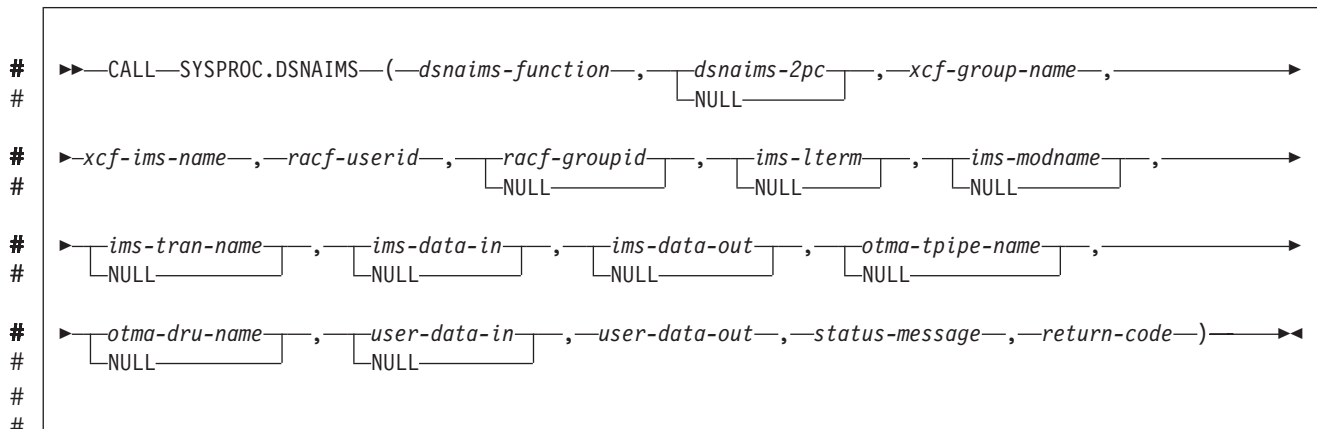 # ►►—CALL—SYSPROC.DSNAIMS—(—dsnaims-function—,—dsnaims-2pc—,—xcf-group-name—,—►
# NULL
# ►—xcf-ims-name—,—racf-userid—,—racf-groupid—,—ims-lterm—,—ims-modname—,—►
# NULL NULL NULL
# ►—ims-tran-name—,—ims-data-in—,—ims-data-out—,—otma-tpipe-name—,—►
# NULL NULL NULL NULL
# ►—otma-dru-name—,—user-data-in—,—user-data-out—,—status-message—,—return-code—)—►◄
# NULL NULL
#
#